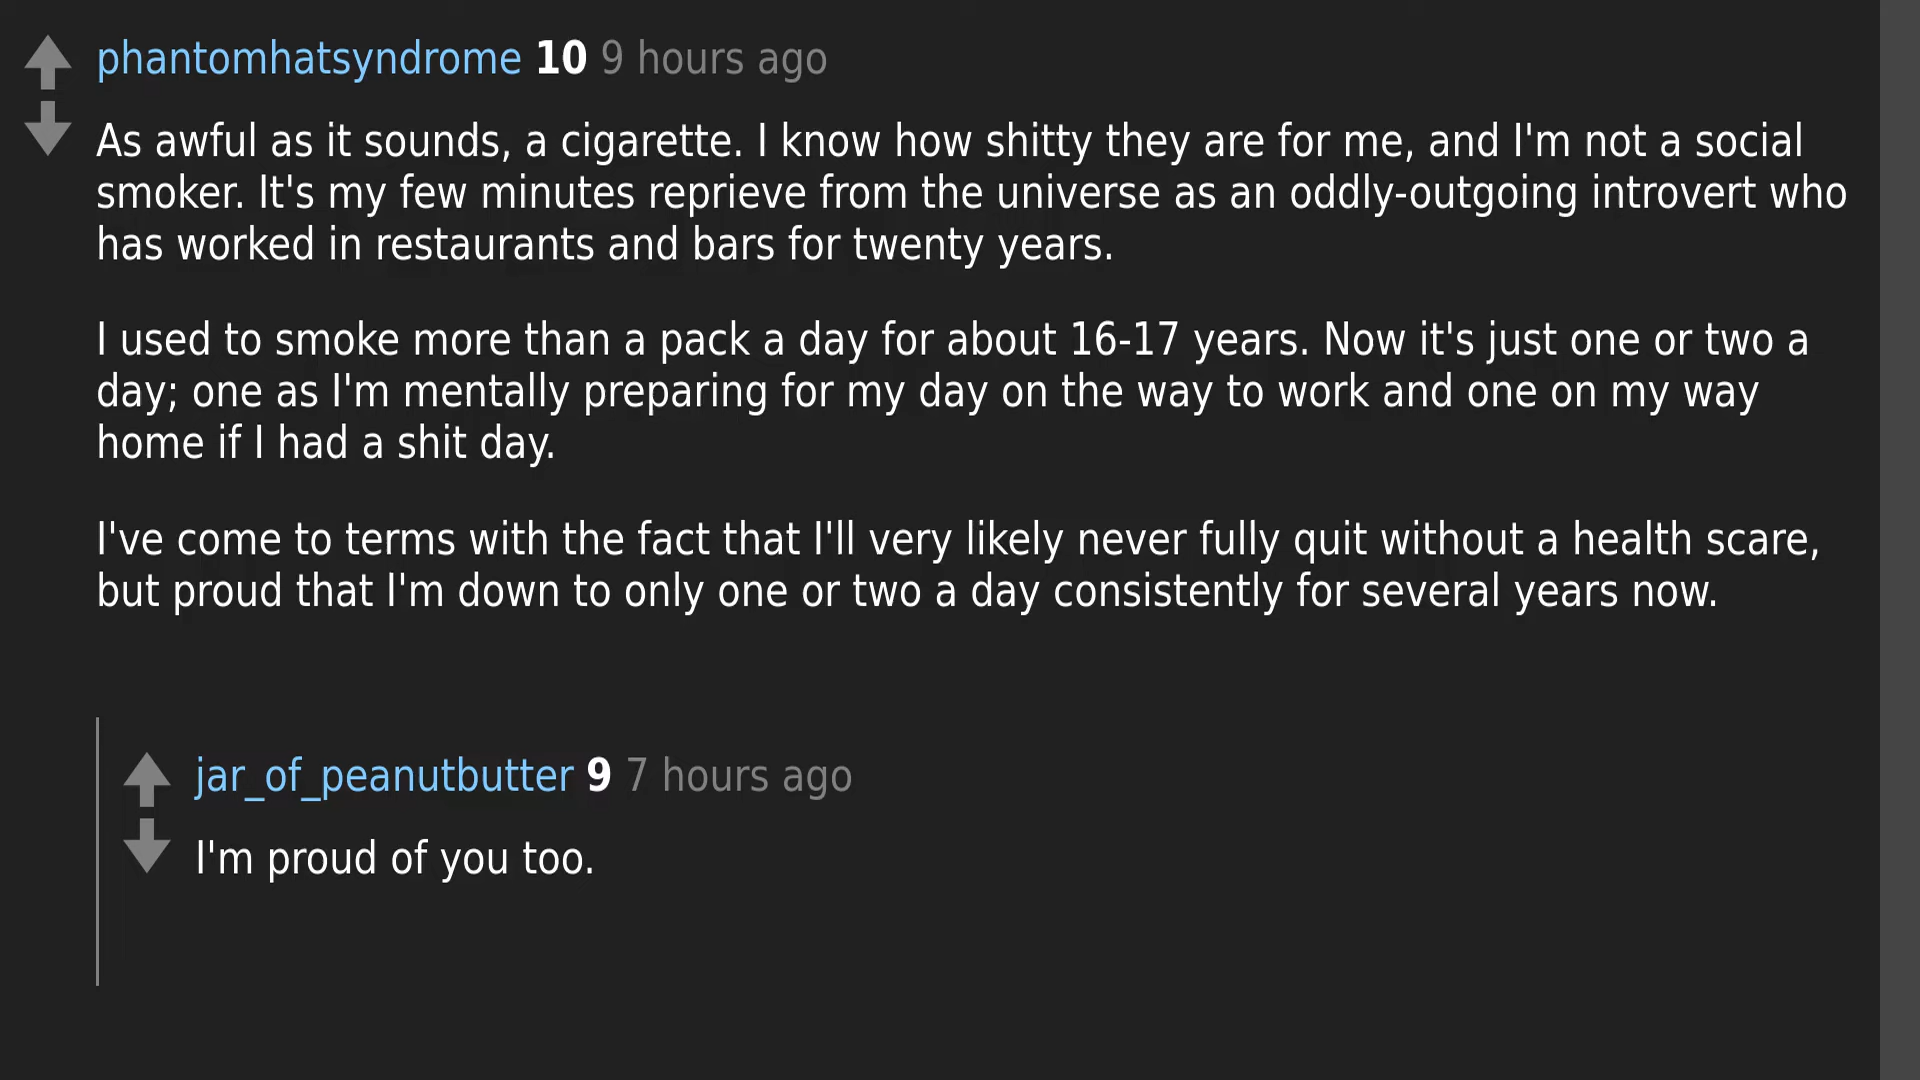 phantomhatsyndrome 10 9 hours ago
As awful as it sounds, a cigarette. I know how shitty they are for me, and I'm not a social
smoker. It's my few minutes reprieve from the universe as an oddly-outgoing introvert who
has worked in restaurants and bars for twenty years.
I used to smoke more than a pack a day for about 16-17 years. Now it's just one or two a
day; one as I'm mentally preparing for my day on the way to work and one on my way
home if I had a shit day.
I've come to terms with the fact that I'll very likely never fully quit without a health scare,
but proud that I'm down to only one or two a day consistently for several years now.
jar_of_peanutbutter 9 7 hours ago
I'm proud of you too.